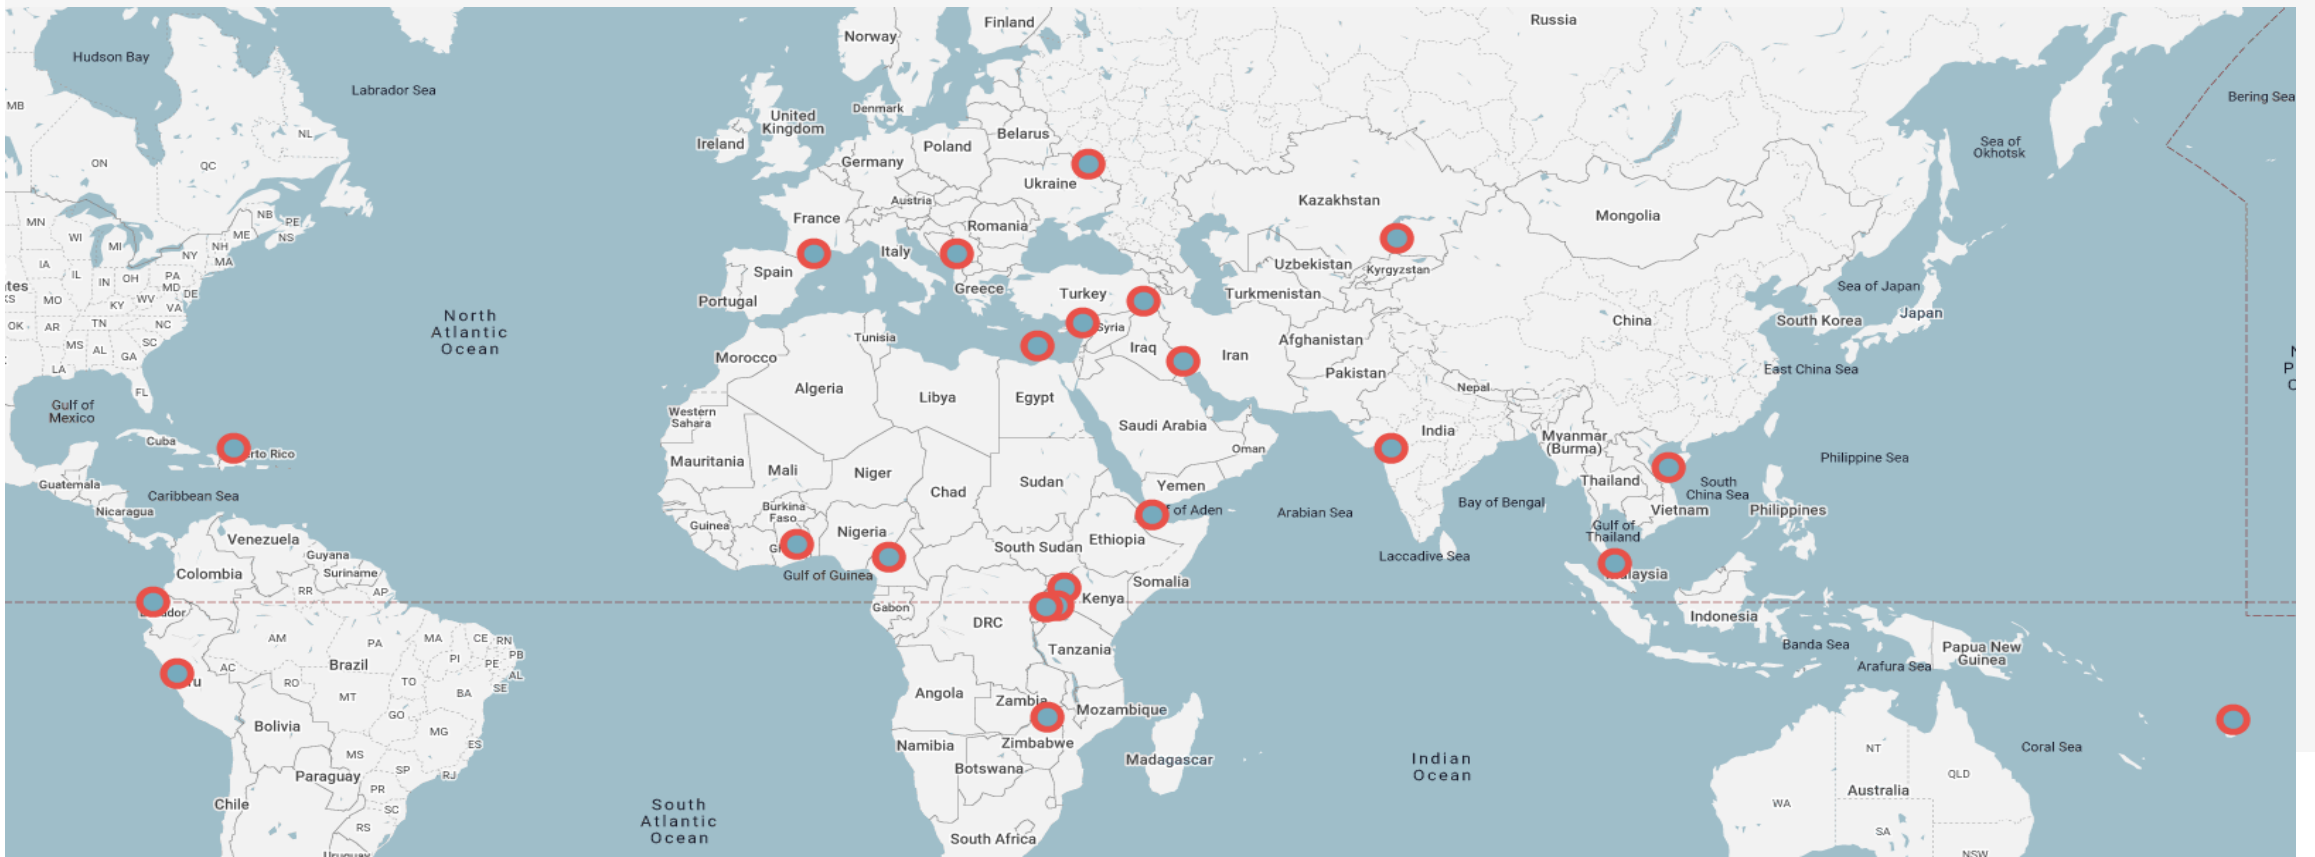 Hudson Bay
Labrador Sea
MB
NL
ON
QC
MN
WI
MI
NB
PE
ME
NS
NH
NY
MA
IA
IL
IN
OH
PA
MD
DE
tes
KS
MO
KY
WV
VA
OK
AR
TN
NC
SC
MS
AL
GA
LA
FL
Gulf of
Mexico
Cuba
rto Rico
Guatemala
Caribbean Sea
Nicaragua
North
Atlantic
Ocean
Venezuela
Guyana
Suriname
Colombia
RR
AP
ador
ru
AM
PA
MA
CE
RN
PB
PI
PE
AL
SE
AC
Brazil
TO
BA
RO
MT
GO
MG
ES
Bolivia
MS
SP
RJ
Paraguay
PR
SC
Chile
RS
Uruguay
South
Atlantic
Ocean
Finland
Norway
Russia
Denmark
United
Kingdom
Ireland
Belarus
Poland
Germany
Ukraine
Austria
France
Romania
Italy
Spain
Portugal
Greece
Turkey
Syria
Tunisia
Morocco
Iraq
Iran
Algeria
Libya
Egypt
Western
Sahara
Saudi Arabia
Oman
Mauritania
Mali
Niger
Chad
Sudan
Yemen
f of Aden
Burkina
Faso
Guinea
Nigeria
G
Ethiopia
South Sudan
Gulf of Guinea
Somalia
Kenya
Gabon
DRC
Tanzania
Angola
Zambia
Mozambique
Namibia
Zimbabwe
Botswana
Madagascar
South Africa
Kazakhstan
Mongolia
Uzbekistan
Kyrgyzstan
Turkmenistan
Afghanistan
China
Pakistan
Nepal
India
Myanmar
(Burma)
Thailand
Arabian Sea
Bay of Bengal
Laccadive Sea
Gulf of
Thailand
Vietnam
South
China Sea
Philippines
Philippine Sea
alaysia
Indonesia
Banda Sea
Arafura Sea
Papua New
Guinea
Indian
Ocean
Coral Sea
NT
QLD
WA
Australia
SA
NSW
Sea of
Okhotsk
Bering Sea
Sea of Japan
South Korea
Japan
East China Sea
N
P
O